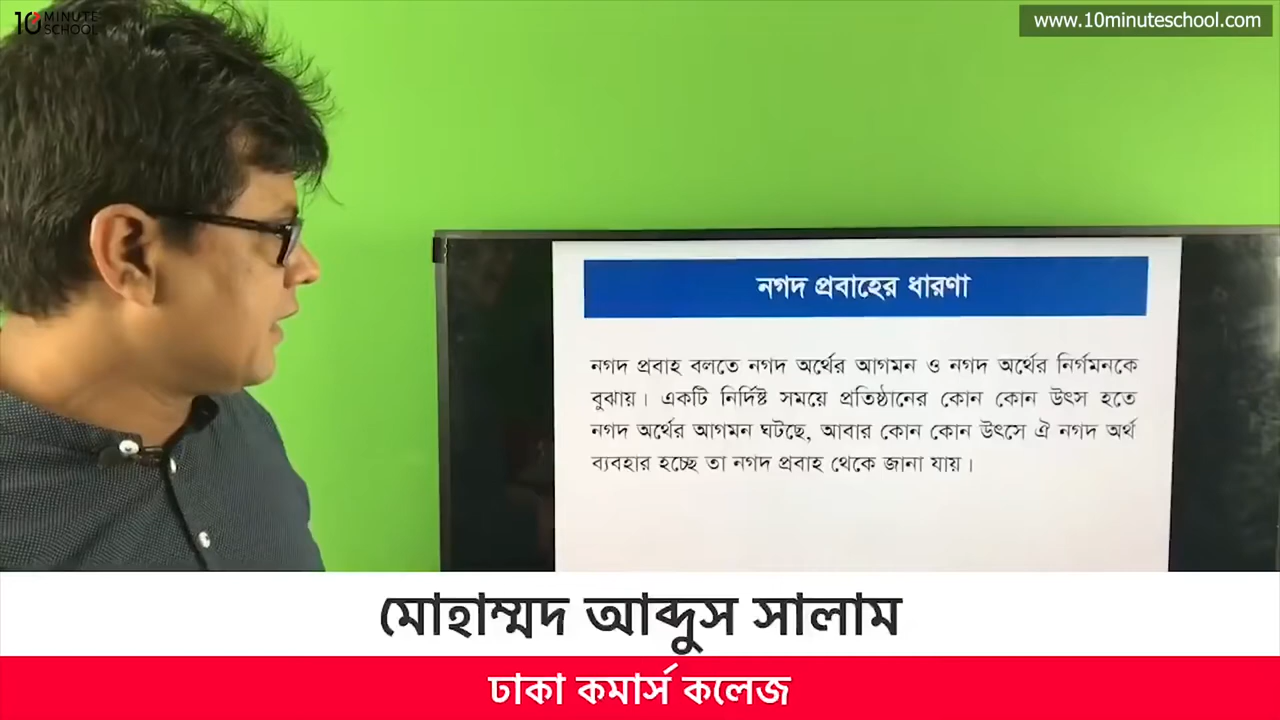 10 MINUTE SCHOOL
www.10minuteschool.com
নগদ প্রবাহের ধারণা
নগদ প্রবাহ বলতে নগদ অর্থের আগমন ও নগদ অর্থের নির্গমনকে
বুঝায়। একটি নির্দিষ্ট সময়ে প্রতিষ্ঠানের কোন কোন উৎস হতে
নগদ অর্থের আগমন ঘটছে, আবার কোন কোন উৎসে ঐ নগদ অর্থ
ব্যবহার হচ্ছে তা নগদ প্রবাহ থেকে জানা যায়।
মোহাম্মদ আব্দুস সালাম
ঢাকা কমার্স কলেজ